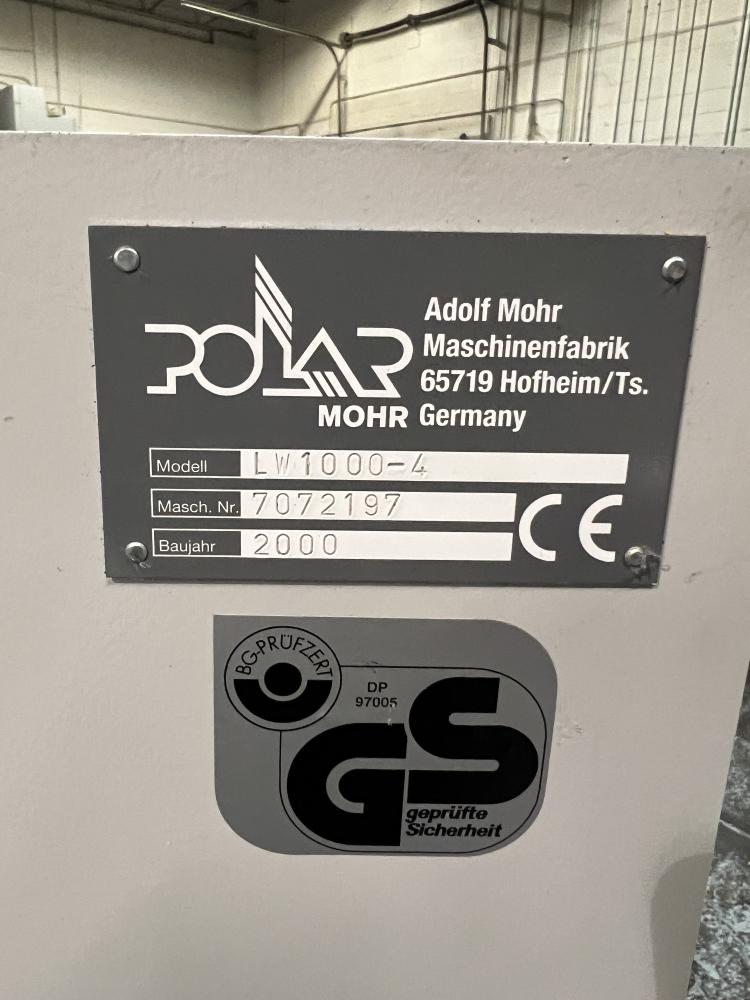 POLAR
MOHR
Adolf Mohr
Maschinenfabrik
65719 Hofheim/Ts.
Germany
Modell LW1000-4
Masch. Nr. 7072197
Baujahr 2000
CE
BG-PRÜFZERT
DP
97005
GS
geprüfte
Sicherheit